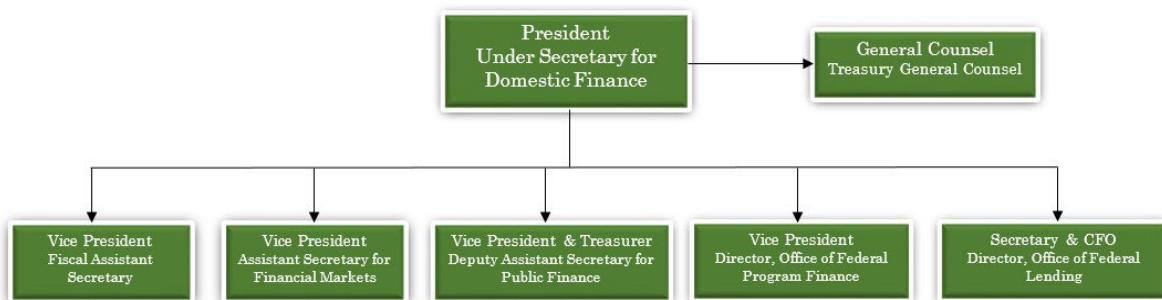 President
Under Secretary for
Domestic Finance
General Counsel
Treasury General Counsel
Vice President
Fiscal Assistant
Secretary
Vice President
Assistant Secretary for
Financial Markets
Vice President & Treasurer
Deputy Assistant Secretary for
Public Finance
Vice President
Director, Office of Federal
Program Finance
Secretary & CFO
Director, Office of Federal
Lending